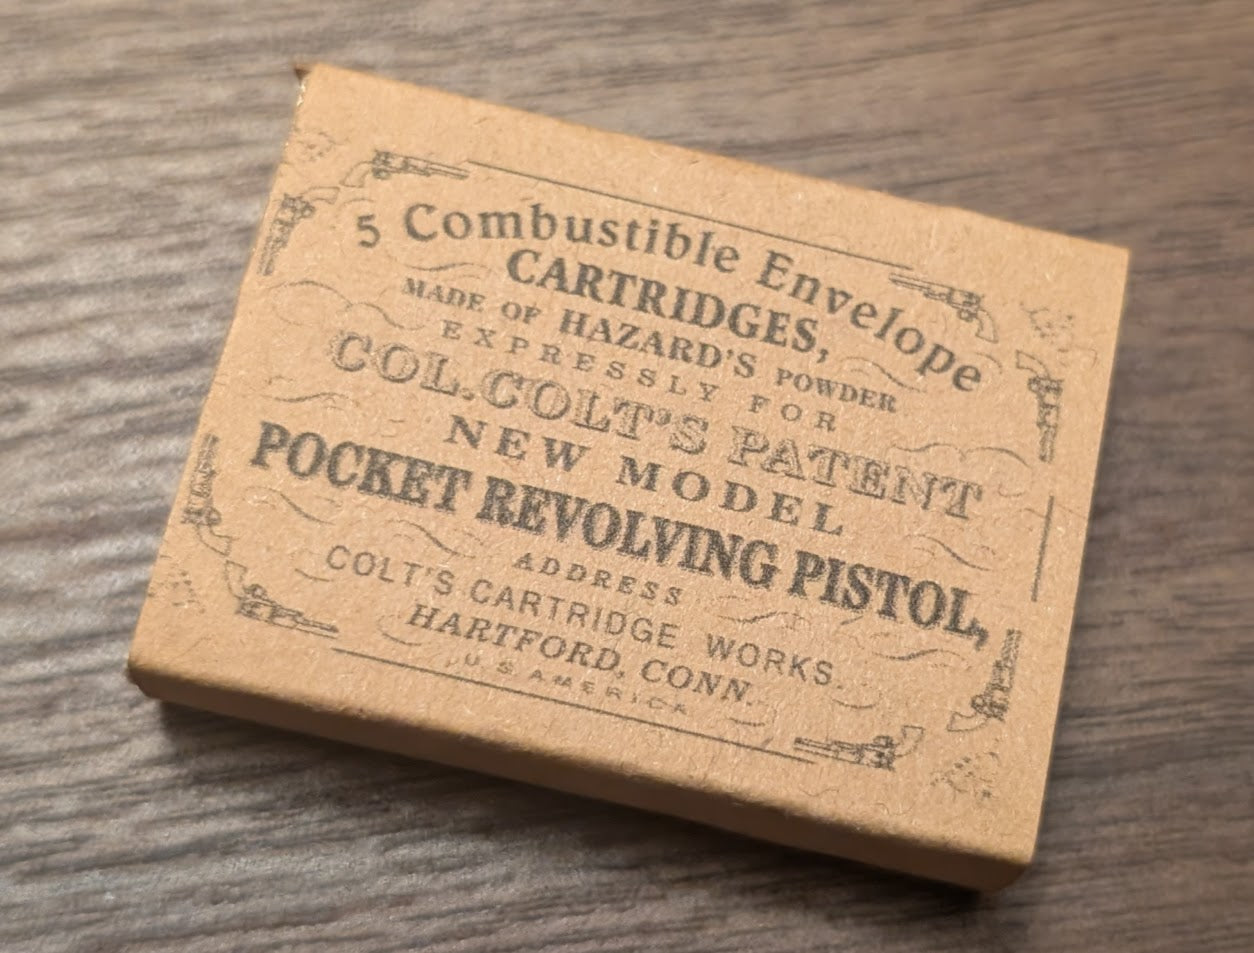 5 Combustible Envelope
CARTRIDGES,
MADE OF HAZARD'S POWDER
EXPRESSLY FOR
COL. COLT'S PATENT
NEW MODEL
POCKET REVOLVING PISTOL,
ADDRESS
COLT'S CARTRIDGE WORKS.
HARTFORD, CONN.
U S AMERICA